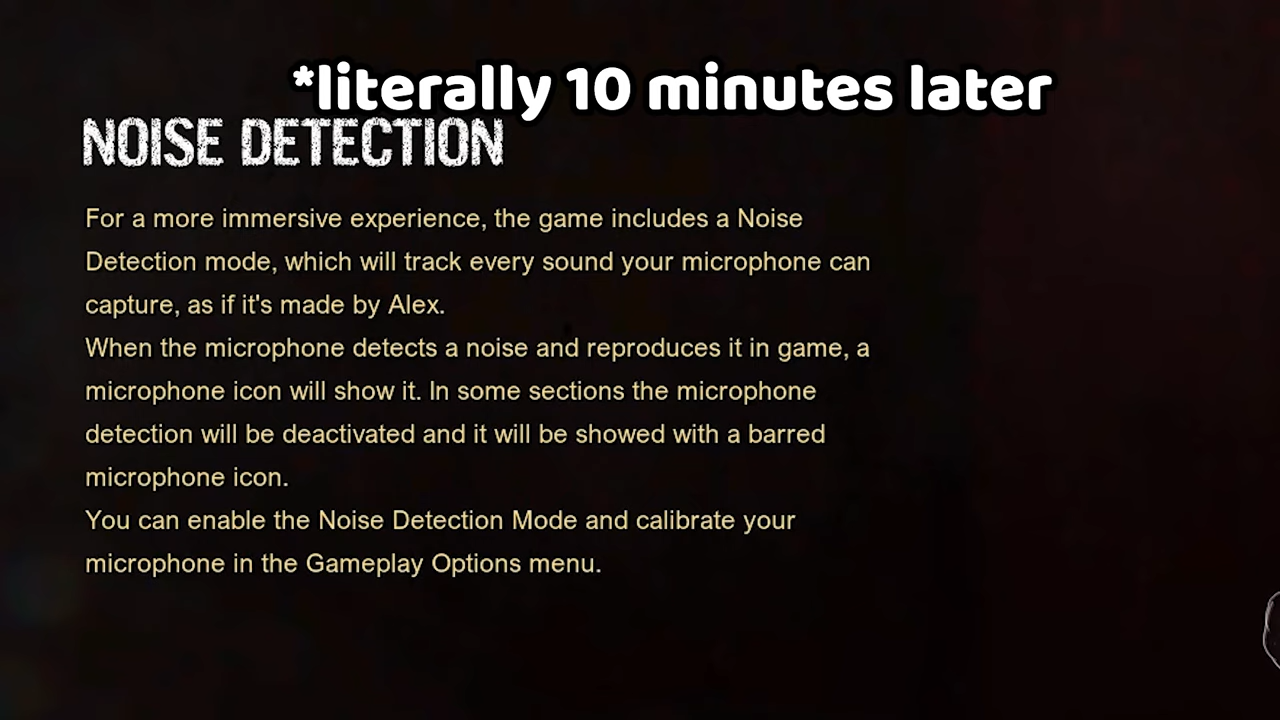 *literally 10 minutes later
NOISE DETECTION
For a more immersive experience, the game includes a Noise
Detection mode, which will track every sound your microphone can
capture, as if it's made by Alex.
When the microphone detects a noise and reproduces it in game, a
microphone icon will show it. In some sections the microphone
detection will be deactivated and it will be showed with a barred
microphone icon.
You can enable the Noise Detection Mode and calibrate your
microphone in the Gameplay Options menu.